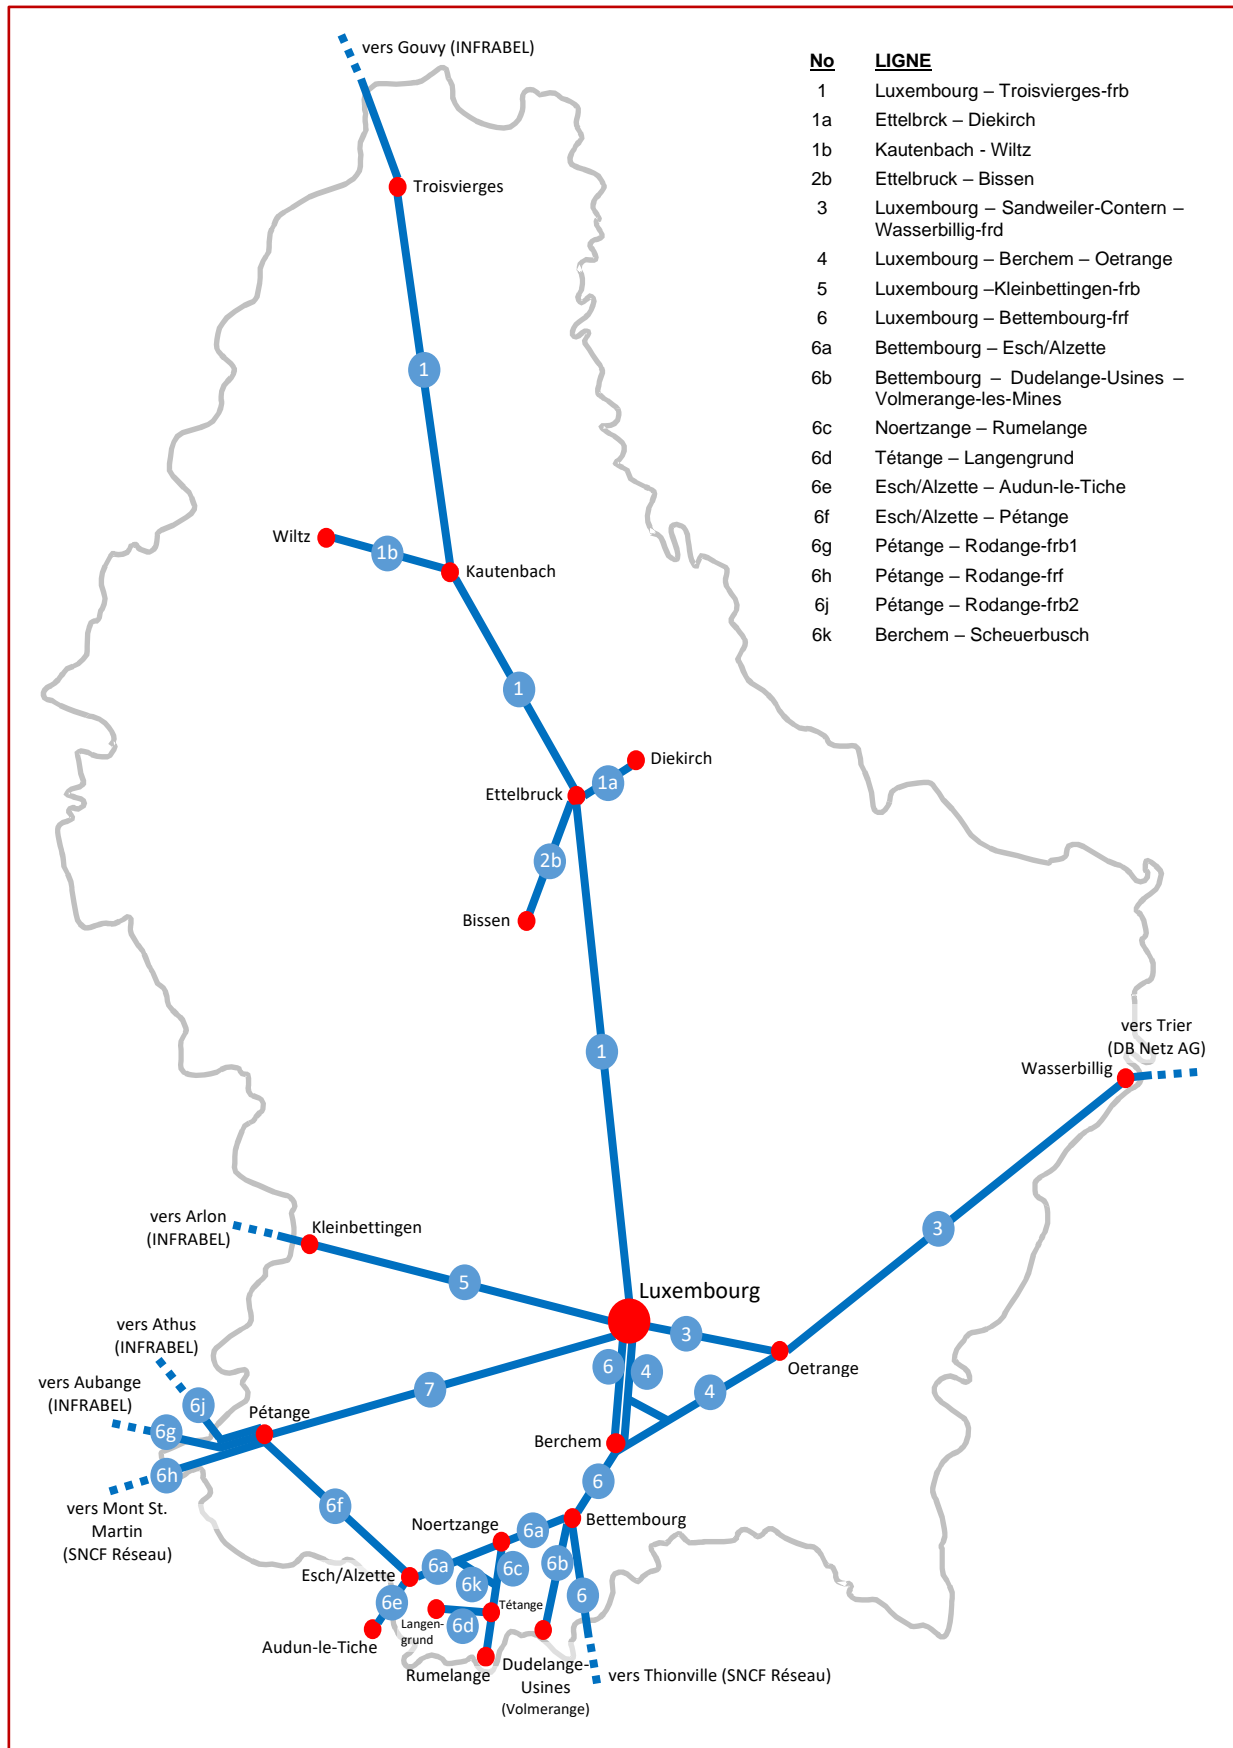 vers Gouvy (INFRABEL)
No LIGNE
1 Luxembourg – Troisvierges-frb
1a Ettelbrck – Diekirch
1b Kautenbach - Wiltz
2b Ettelbruck – Bissen
3 Luxembourg – Sandweiler-Contern –
Wasserbillig-frd
4 Luxembourg – Berchem – Oetrange
5 Luxembourg –Kleinbettingen-frb
6 Luxembourg – Bettembourg-frf
6a Bettembourg – Esch/Alzette
6b Bettembourg – Dudelange-Usines –
Volmerange-les-Mines
6c Noertzange – Rumelange
6d Tétange – Langengrund
6e Esch/Alzette – Audun-le-Tiche
6f Esch/Alzette – Pétange
6g Pétange – Rodange-frb1
6h Pétange – Rodange-frf
6j Pétange – Rodange-frb2
6k Berchem – Scheuerbusch
Troisvierges
1
Wiltz
1b
Kautenbach
1
Diekirch
1a
Ettelbruck
2b
Bissen
1
vers Trier
(DB Netz AG)
Wasserbillig
3
vers Arlon
(INFRABEL)
Kleinbettingen
5
Luxembourg
3
Oetrange
6
4
4
7
vers Athus
(INFRABEL)
vers Aubange
(INFRABEL)
6j
6g
Pétange
6h
vers Mont St.
Martin
(SNCF Réseau)
Berchem
6
6f
Noertzange
6a
Bettembourg
6a
6c
6b
6k
6
Esch/Alzette
6e
Tétange
Langen-
grund
6d
Audun-le-Tiche
Rumelange
Dudelange-
Usines
(Volmerange)
vers Thionville (SNCF Réseau)